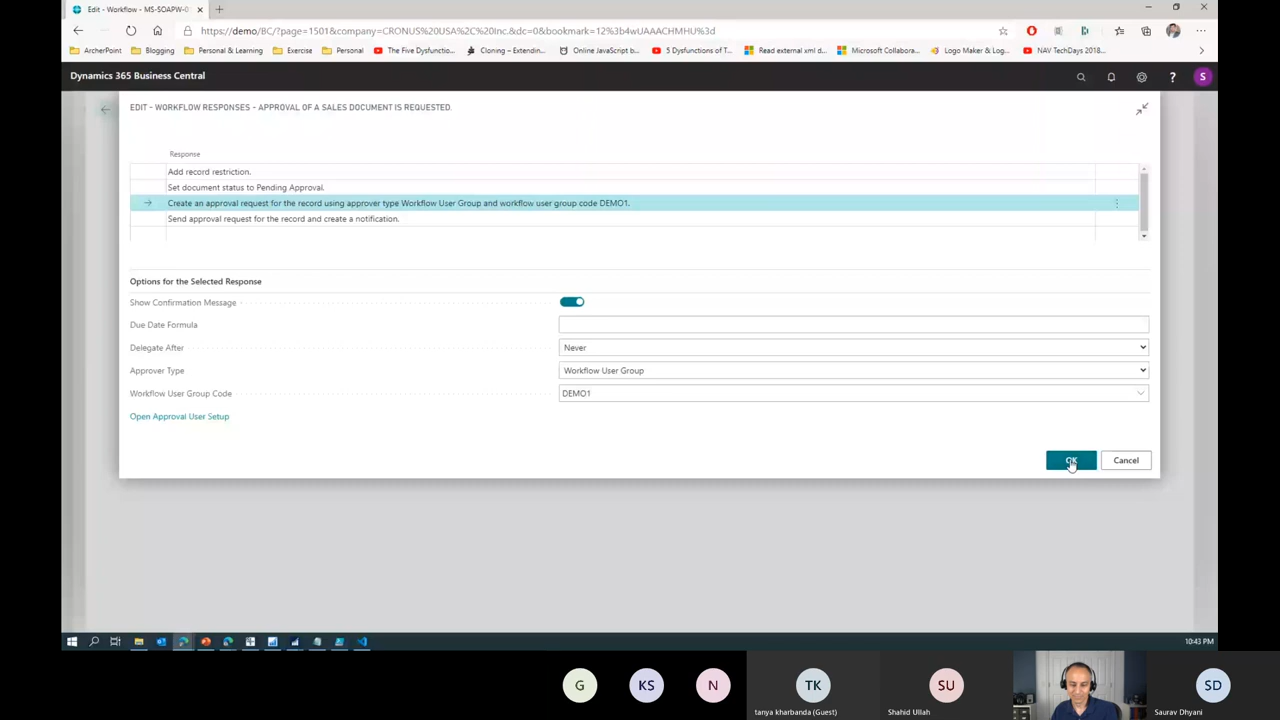 Edit - Workflow - MS-SOAPW-0
https://demo/BC/?page=1501&company=CRONUS%20USA%2C%20Inc.&dc=0&bookmark=12%3b4wUAAACHMHU%3d
ArcherPoint
Blogging
Personal & Learning
Exercise
Personal
The Five Dysfunctio...
Cloning – Extendin...
Online JavaScript b...
5 Dysfunctions of T...
Read external xml d...
Microsoft Collabora...
Logo Maker & Log...
NAV TechDays 2018...
Dynamics 365 Business Central
S
EDIT - WORKFLOW RESPONSES - APPROVAL OF A SALES DOCUMENT IS REQUESTED.
Response
Add record restriction.
Set document status to Pending Approval.
Create an approval request for the record using approver type Workflow User Group and workflow user group code DEMO1.
Send approval request for the record and create a notification.
Options for the Selected Response
Show Confirmation Message
Due Date Formula
Delegate After
Never
Approver Type
Workflow User Group
Workflow User Group Code
DEMO1
Open Approval User Setup
OK
Cancel
10:43 PM
G
KS
N
TK
SU
SD
tanya kharbanda (Guest)
Shahid Ullah
Saurav Dhyani